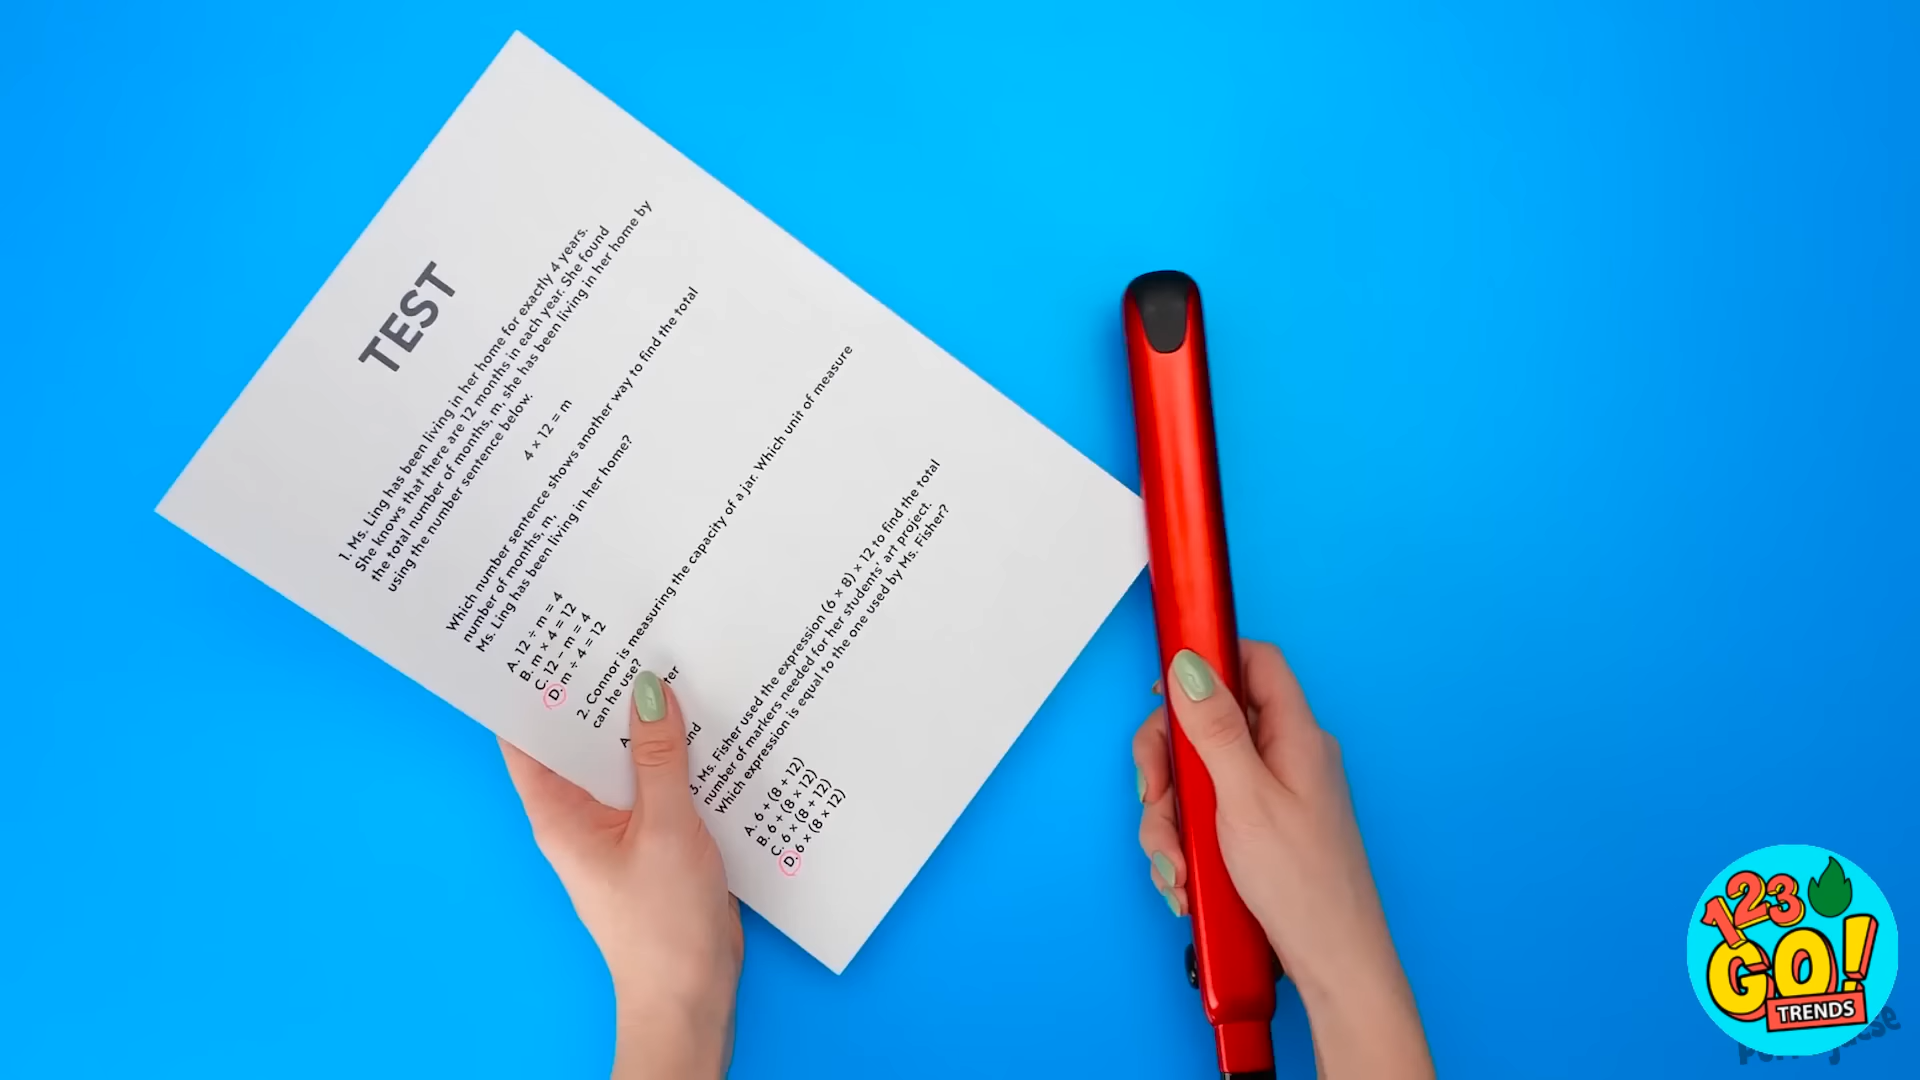 TEST
1. Ms. Ling has been living in her home for exactly 4 years.
She knows that there are 12 months in each year. She found
the total number of months, m, she has been living in her home by
using the number sentence below.
4 × 12 = m
Which number sentence shows another way to find the total
number of months, m,
Ms. Ling has been living in her home?
A. 12 ÷ m = 4
B. m × 4 = 12
C. 12 − m = 4
D. m ÷ 4 = 12
2. Connor is measuring the capacity of a jar. Which unit of measure
can he use?
A.
3. Ms. Fisher used the expression (6 × 8) × 12 to find the total
number of markers needed for her students' art project.
Which expression is equal to the one used by Ms. Fisher?
A. 6 + (8 + 12)
B. 6 + (8 × 12)
C. 6 × (8 + 12)
D. 6 × (8 × 12)
123
GO!
TRENDS